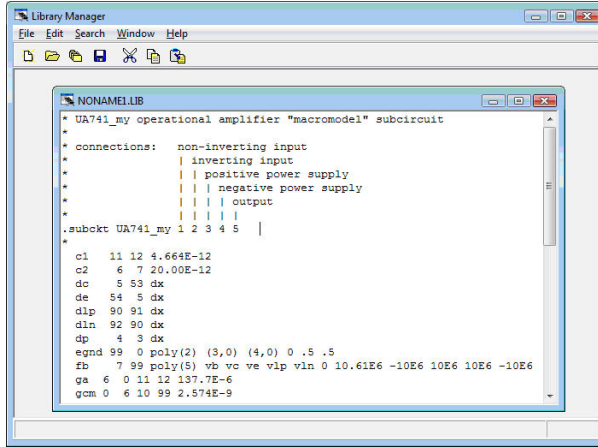 Library Manager
File Edit Search Window Help
NONAME1.LIB
* UA741_my operational amplifier "macromodel" subcircuit
*
* connections:   non-inverting input
*                | inverting input
*                | | positive power supply
*                | | | negative power supply
*                | | | | output
*                | | | | |
.subckt UA741_my 1 2 3 4 5
*
  c1   11 12 4.664E-12
  c2    6  7 20.00E-12
  dc    5 53 dx
  de   54  5 dx
  dlp  90 91 dx
  dln  92 90 dx
  dp    4  3 dx
  egnd 99  0 poly(2) (3,0) (4,0) 0 .5 .5
  fb    7 99 poly(5) vb vc ve vlp vln 0 10.61E6 -10E6 10E6 10E6 -10E6
  ga  6  0 11 12 137.7E-6
  gcm 0  6 10 99 2.574E-9